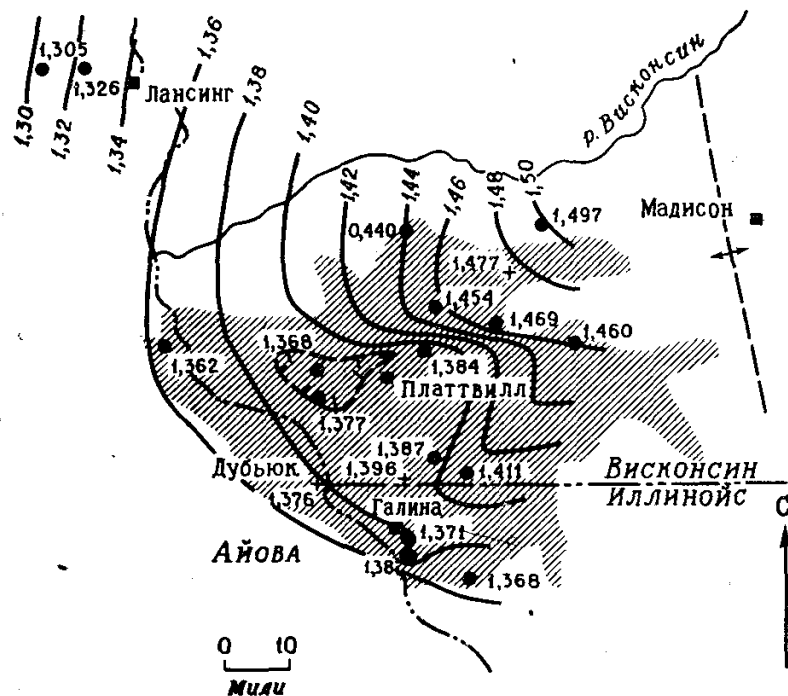 1,36
1,305
1,38
1,326
Лансинг
1,40
р. Висконсин
1,30
1,32
1,34
1,42
1,44
1,46
1,48
1,50
Мадисон
1,497
0,440
1,477
1,454
1,469
1,460
1,368
1,362
1,384
Платтвилл
1,377
1,387
Дубьюк
1,396
1,411
Висконсин
Иллинойс
1,376
Галина
С
1,371
Айова
1,38
1,368
0 10
Мили